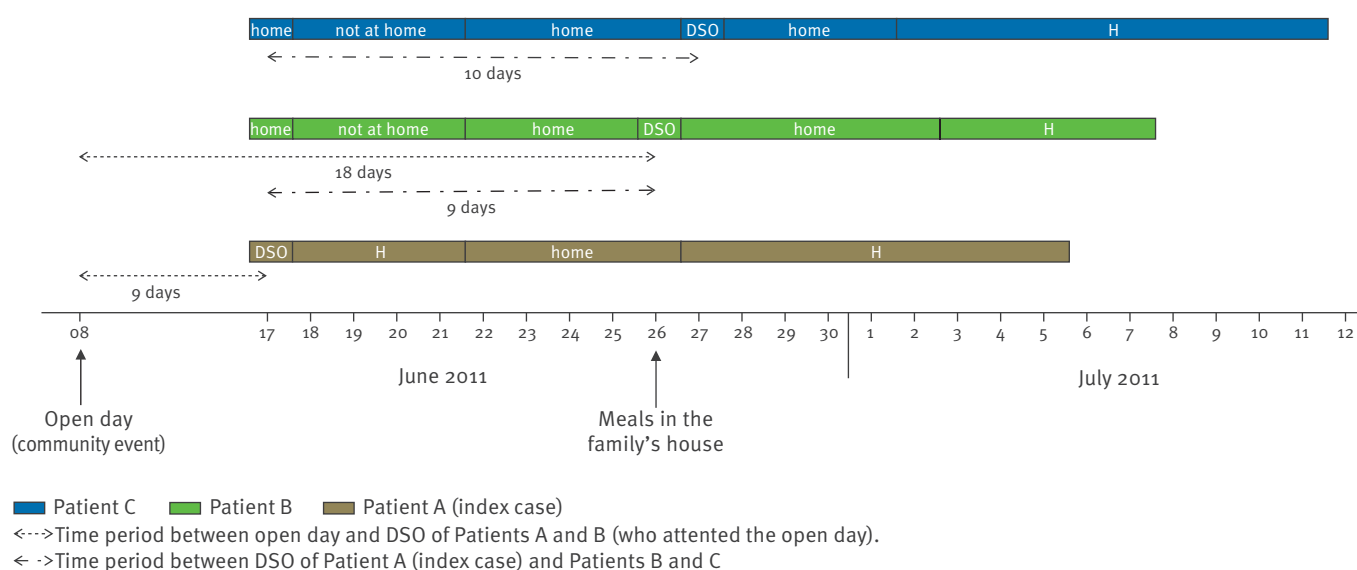 home not at home home DSO home H
10 days
home not at home home DSO home H
18 days
9 days
DSO H home H
9 days
08 17 18 19 20 21 22 23 24 25 26 27 28 29 30 1 2 3 4 5 6 7 8 9 10 11 12
June 2011 July 2011
Open day
(community event)
Meals in the
family's house
Patient C Patient B Patient A (index case)
<--->Time period between open day and DSO of Patients A and B (who attented the open day).
<- ->Time period between DSO of Patient A (index case) and Patients B and C